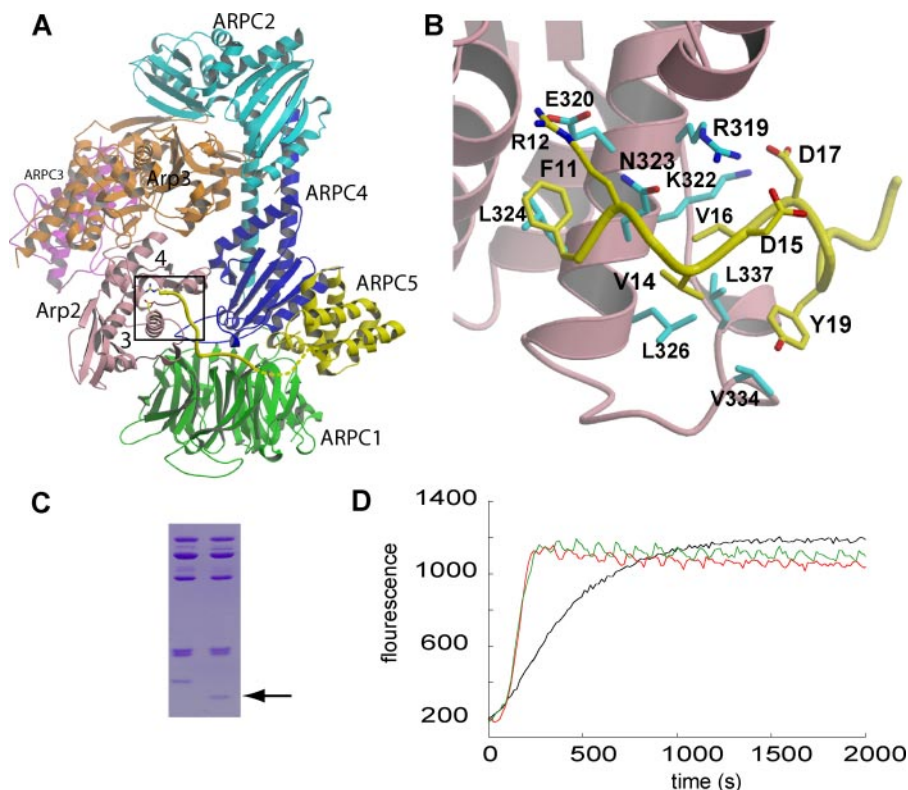 A
ARPC2
ARPC3
Arp3
ARPC4
4
Arp2
3
ARPC5
ARPC1
B
E320
R12
F11
N323
R319
D17
K322
L324
V16
D15
V14
L337
Y19
L326
V334
C
D
1400
1000
600
200
flourescence
0
500
1000
1500
2000
time (s)